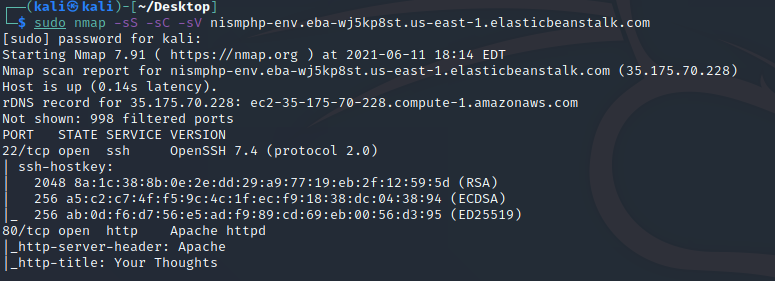 ┌──(kali㉿kali)-[~/Desktop]
└─$ sudo nmap -sS -sC -sV nismphp-env.eba-wj5kp8st.us-east-1.elasticbeanstalk.com
[sudo] password for kali:
Starting Nmap 7.91 ( https://nmap.org ) at 2021-06-11 18:14 EDT
Nmap scan report for nismphp-env.eba-wj5kp8st.us-east-1.elasticbeanstalk.com (35.175.70.228)
Host is up (0.14s latency).
rDNS record for 35.175.70.228: ec2-35-175-70-228.compute-1.amazonaws.com
Not shown: 998 filtered ports
PORT   STATE SERVICE VERSION
22/tcp open  ssh     OpenSSH 7.4 (protocol 2.0)
| ssh-hostkey:
|   2048 8a:1c:38:8b:0e:2e:dd:29:a9:77:19:eb:2f:12:59:5d (RSA)
|   256 a5:c2:c7:4f:f5:9c:4c:1f:ec:f9:18:38:dc:04:38:94 (ECDSA)
|_  256 ab:0d:f6:d7:56:e5:ad:f9:89:cd:69:eb:00:56:d3:95 (ED25519)
80/tcp open  http    Apache httpd
|_http-server-header: Apache
|_http-title: Your Thoughts